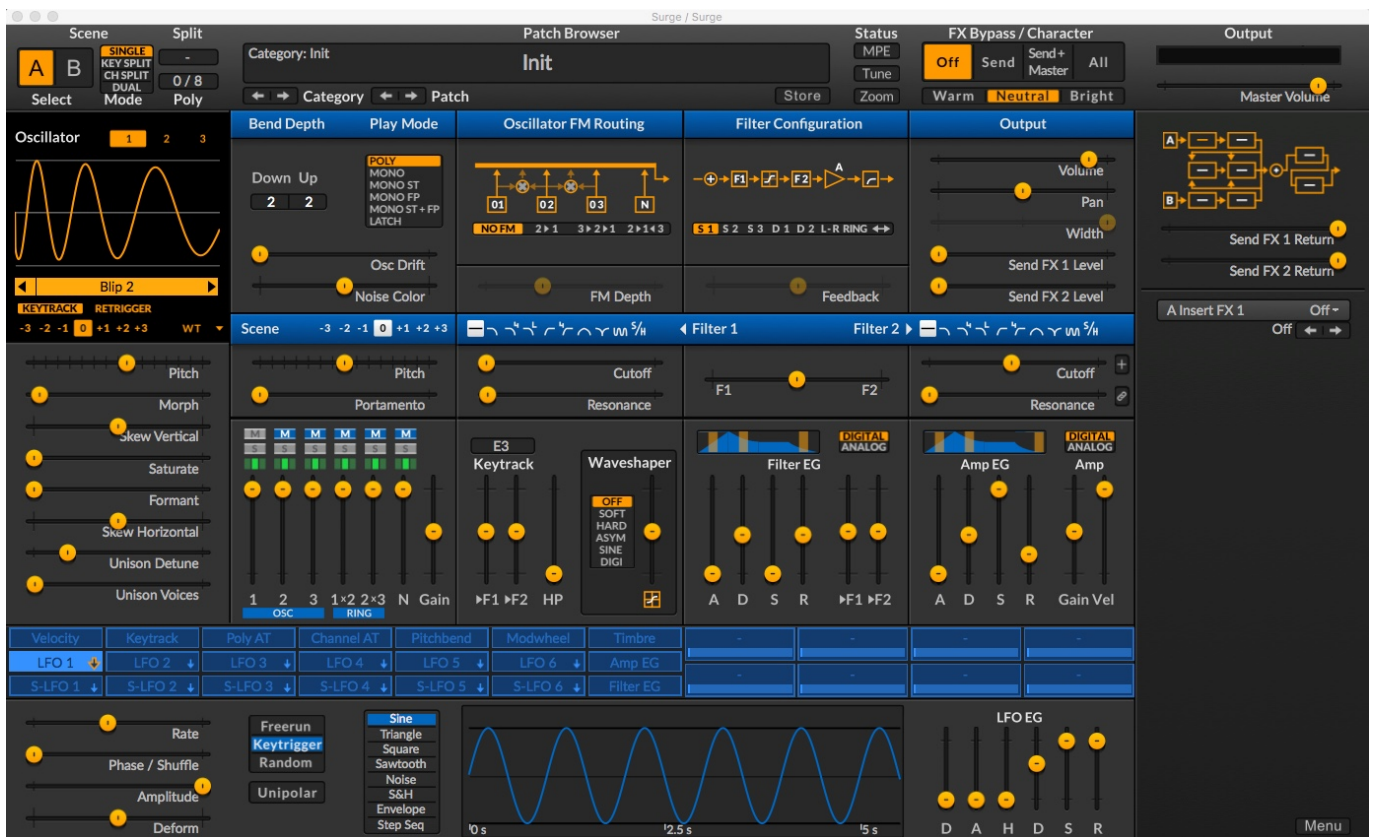 Surge / Surge
Scene Split Patch Browser Status FX Bypass / Character Output
A B
SINGLE
KEY SPLIT
CH SPLIT
DUAL
-
0 / 8
Select Mode Poly
Category: Init
Init
Category Patch Store
MPE
Tune
Zoom
Off Send Send + Master All
Warm Neutral Bright
Master Volume
Oscillator 1 2 3
Blip 2
KEYTRACK RETRIGGER
-3 -2 -1 0 +1 +2 +3 WT
Bend Depth Play Mode
Down Up
2 2
POLY
MONO
MONO ST
MONO FP
MONO ST + FP
LATCH
Osc Drift
Noise Color
Oscillator FM Routing
01 02 03 N
NO FM 2▸1 3▸2▸1 2▸1◂3
FM Depth
Filter Configuration
F1 F2 A
S 1 S 2 S 3 D 1 D 2 L-R RING
Feedback
Output
Volume
Pan
Width
Send FX 1 Level
Send FX 2 Level
A
B
Send FX 1 Return
Send FX 2 Return
A Insert FX 1 Off
Off
Scene -3 -2 -1 0 +1 +2 +3
S/H
Filter 1 Filter 2
S/H
Pitch
Morph
Skew Vertical
Saturate
Formant
Skew Horizontal
Unison Detune
Unison Voices
Pitch
Portamento
Cutoff
Resonance
F1 F2
Cutoff
Resonance
+
M M M M M M
S S S S S S
1 2 3 1×2 2×3 N Gain
OSC RING
E3
Keytrack
▸F1 ▸F2 HP
Waveshaper
OFF
SOFT
HARD
ASYM
SINE
DIGI
DIGITAL
ANALOG
Filter EG
A D S R ▸F1 ▸F2
DIGITAL
ANALOG
Amp EG Amp
A D S R Gain Vel
Velocity Keytrack Poly AT Channel AT Pitchbend Modwheel Timbre - - - -
LFO 1 LFO 2 LFO 3 LFO 4 LFO 5 LFO 6 Amp EG
S-LFO 1 S-LFO 2 S-LFO 3 S-LFO 4 S-LFO 5 S-LFO 6 Filter EG - - - -
Rate
Phase / Shuffle
Amplitude
Deform
Freerun
Keytrigger
Random
Unipolar
Sine
Triangle
Square
Sawtooth
Noise
S&H
Envelope
Step Seq
0 s 2.5 s 5 s
LFO EG
D A H D S R
Menu